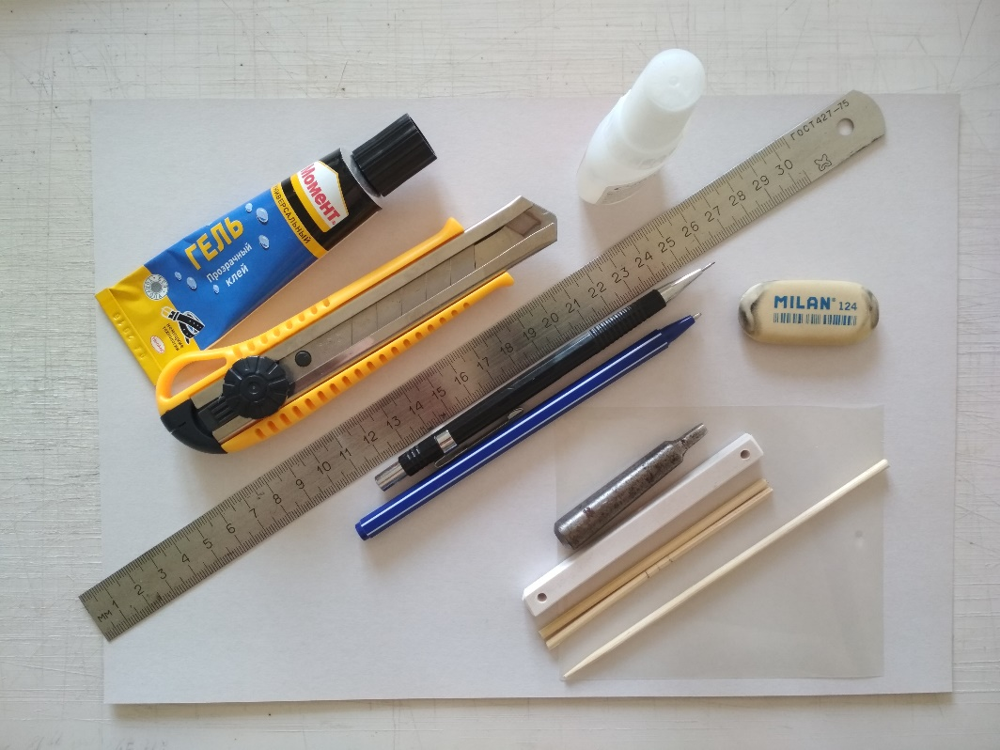 Момент
УНИВЕРСАЛЬНЫЙ
ГЕЛЬ
Прозрачный
клей
ГОСТ 427-75
мм 1 2 3 4 5 6 7 8 9 10 11 12 13 14 15 16 17 18 19 20 21 22 23 24 25 26 27 28 29 30
MILAN® 124